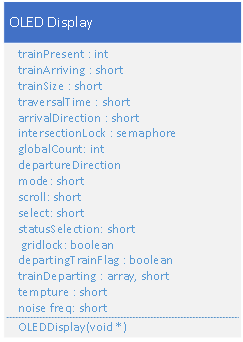 OLED Display
trainPresent : int
trainArriving : short
trainSize : short
traversalTime : short
arrivalDirection : short
intersectionLock : semaphore
globalCount: int
departureDirection
mode: short
scroll: short
select: short
statusSelection: short
gridlock: boolean
departingTrainFlag : boolean
trainDeparting : array, short
tempture : short
noise freq: short
OLEDDisplay(void *)